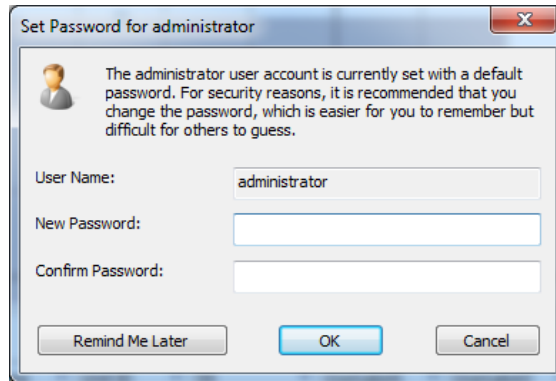 Set Password for administrator
The administrator user account is currently set with a default
password. For security reasons, it is recommended that you
change the password, which is easier for you to remember but
difficult for others to guess.
User Name:
administrator
New Password:
Confirm Password:
Remind Me Later
OK
Cancel